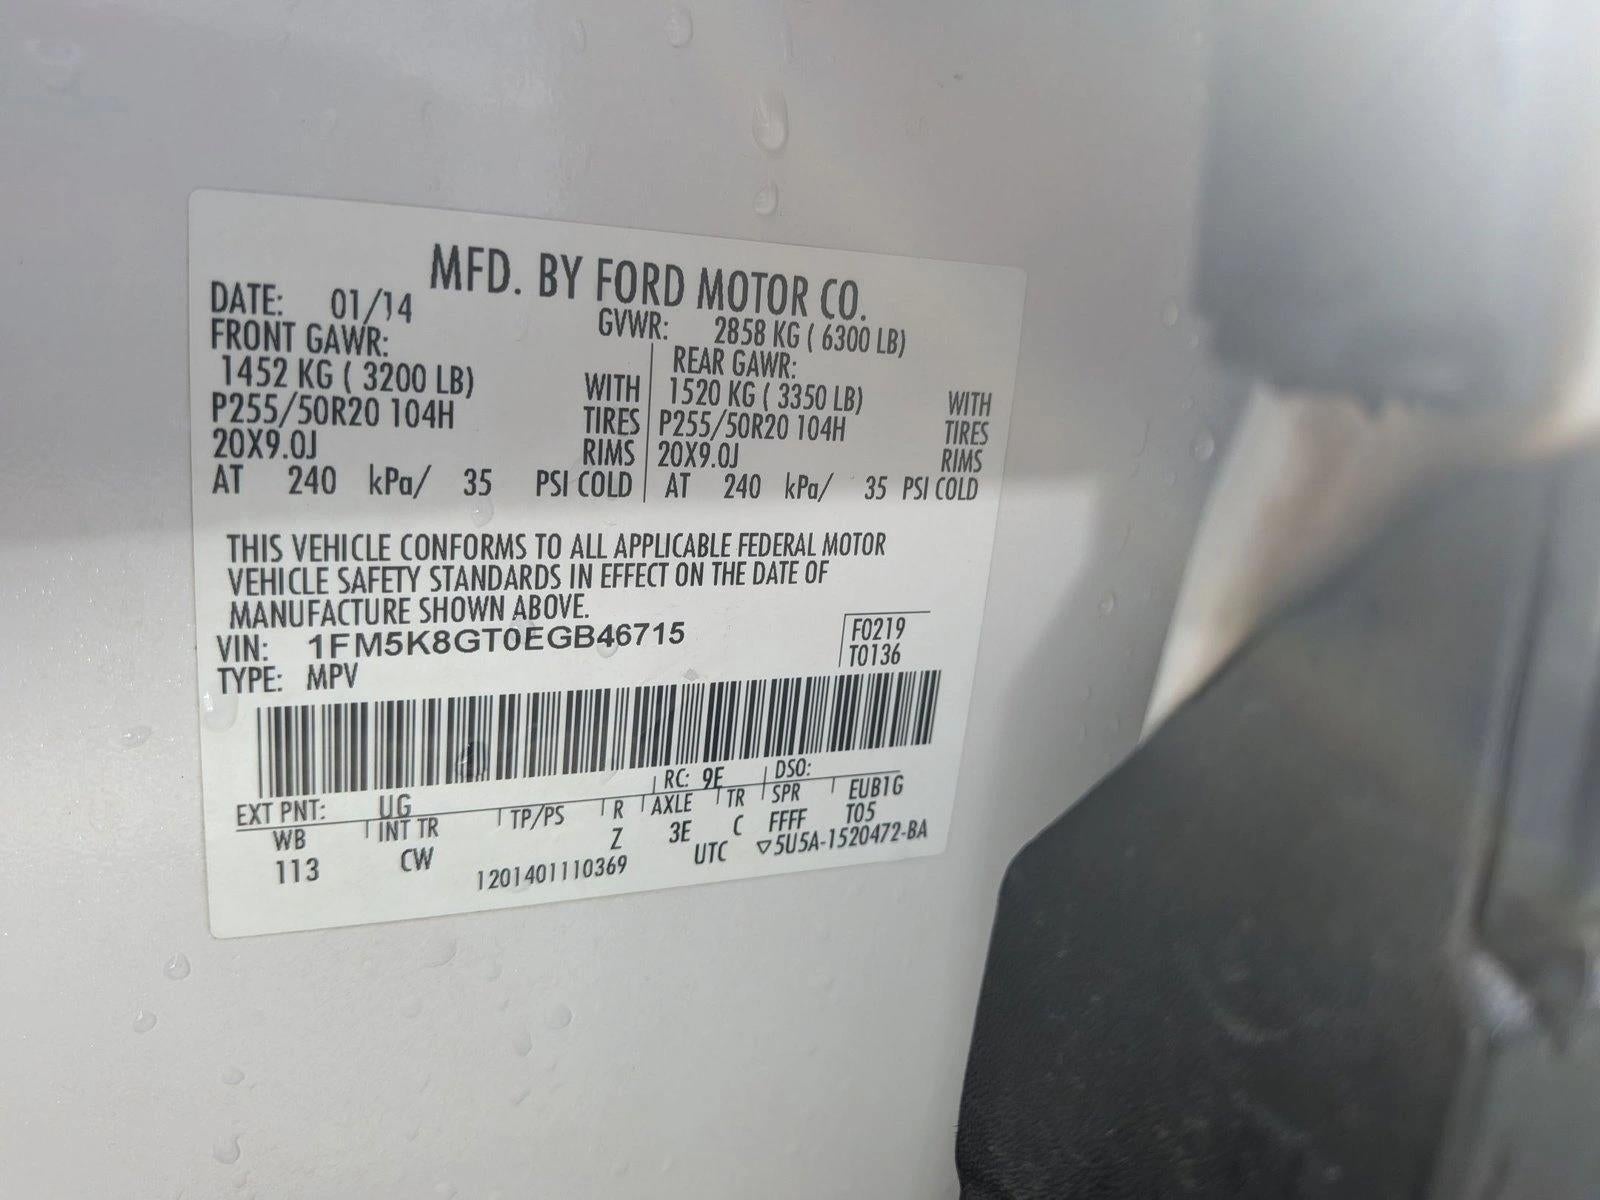 MFD. BY FORD MOTOR CO.
DATE: 01/14 GVWR: 2858 KG ( 6300 LB)
FRONT GAWR: REAR GAWR:
1452 KG ( 3200 LB) WITH 1520 KG ( 3350 LB) WITH
P255/50R20 104H TIRES P255/50R20 104H TIRES
20X9.0J RIMS 20X9.0J RIMS
AT 240 kPa/ 35 PSI COLD AT 240 kPa/ 35 PSI COLD
THIS VEHICLE CONFORMS TO ALL APPLICABLE FEDERAL MOTOR
VEHICLE SAFETY STANDARDS IN EFFECT ON THE DATE OF
MANUFACTURE SHOWN ABOVE.
VIN: 1FM5K8GT0EGB46715 F0219
TYPE: MPV T0136
EXT PNT: UG RC: 9E DSO:
WB INT TR TP/PS R AXLE TR SPR EUB1G
113 CW Z 3E C FFFF T05
1201401110369 UTC ▽5U5A-1520472-BA